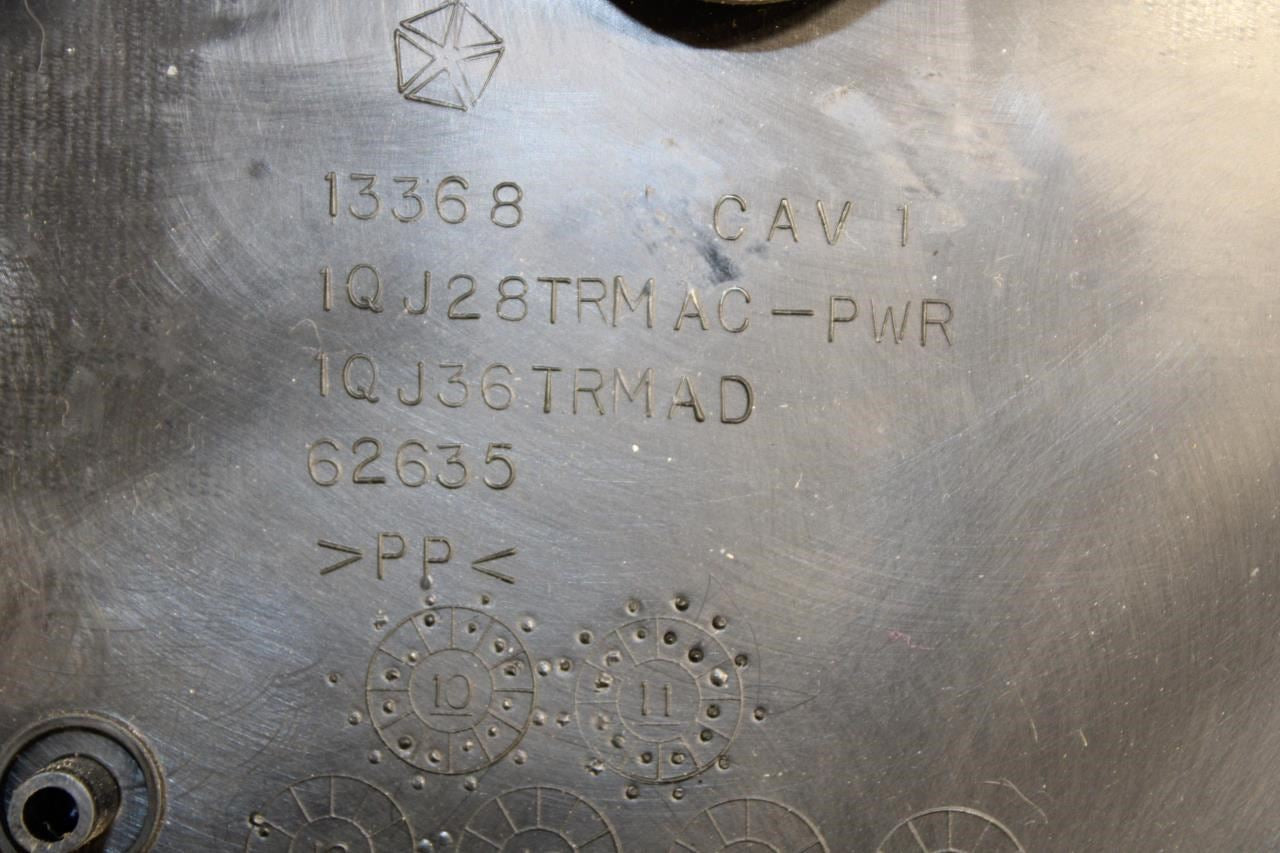 13368 CAV 1
1QJ28TRMAC-PWR
1QJ36TRMAD
62635
>PP<
10 11